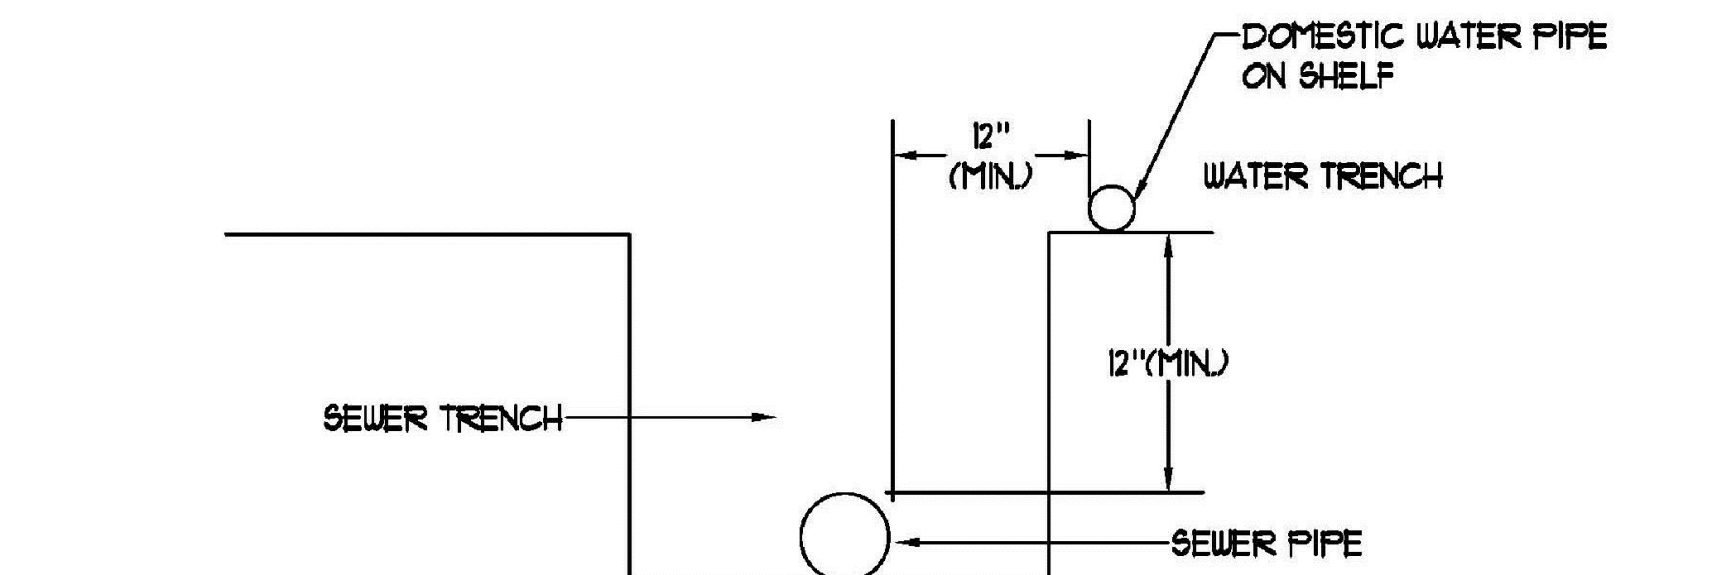 DOMESTIC WATER PIPE
ON SHELF
12"
(MIN.)
WATER TRENCH
12"(MIN.)
SEWER TRENCH
SEWER PIPE